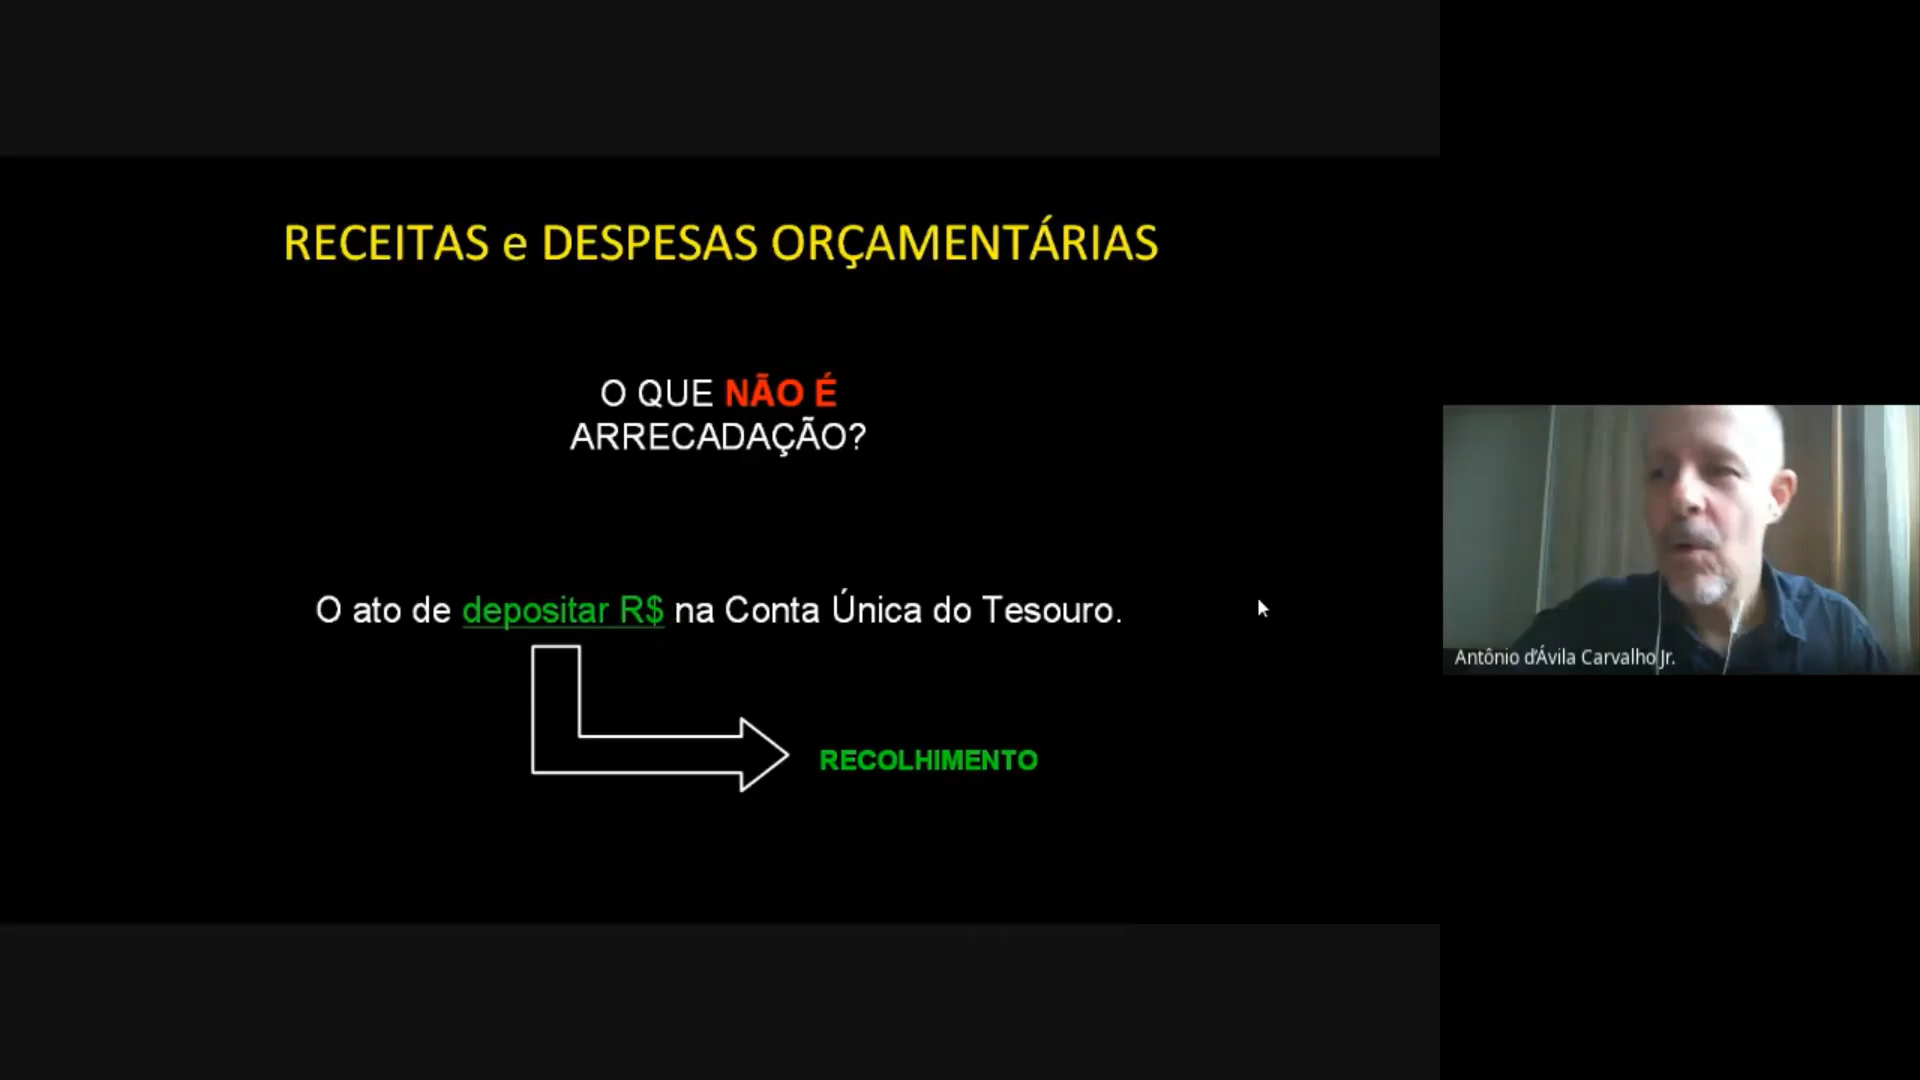 RECEITAS e DESPESAS ORÇAMENTÁRIAS
O QUE NÃO É
ARRECADAÇÃO?
O ato de depositar R$ na Conta Única do Tesouro.
RECOLHIMENTO
Antônio d'Ávila Carvalho Jr.